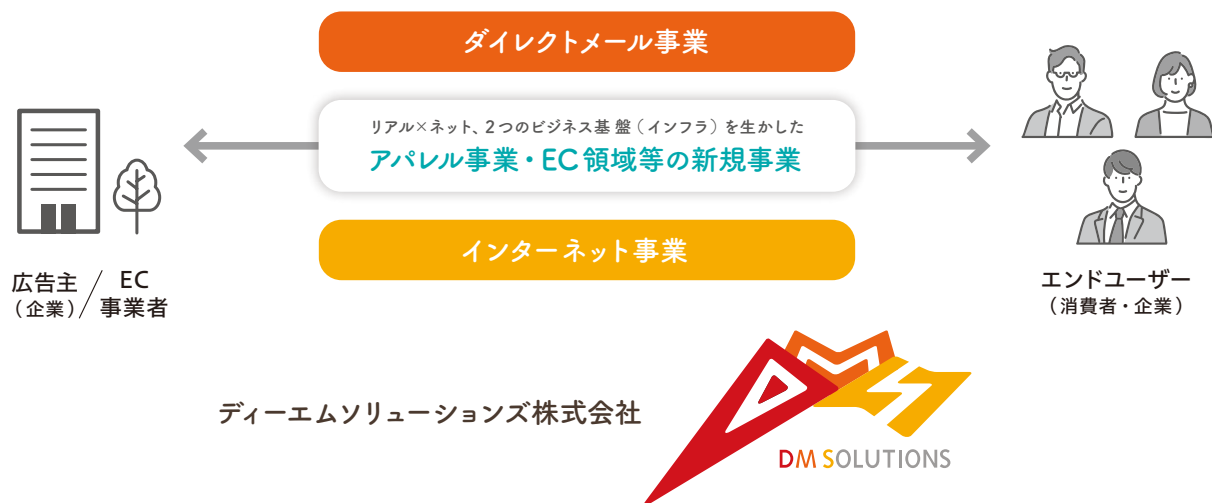 ダイレクトメール事業
リアル×ネット、2つのビジネス基盤（インフラ）を生かした
アパレル事業・EC領域等の新規事業
インターネット事業
広告主
（企業）
/
EC
事業者
エンドユーザー
（消費者・企業）
ディーエムソリューションズ株式会社
DM SOLUTIONS